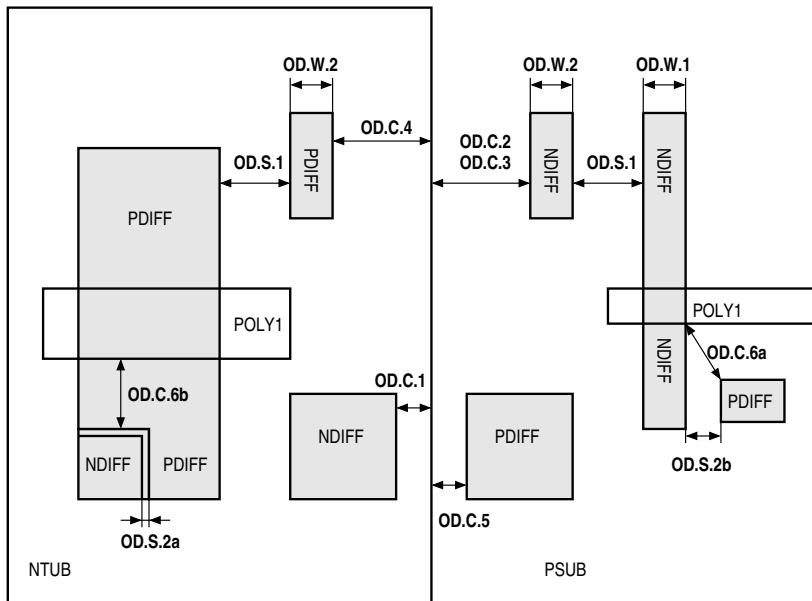 OD.W.2
OD.W.2
OD.W.1
OD.C.4
OD.C.2
OD.C.3
OD.S.1
OD.S.1
PDIFF
NDIFF
NDIFF
PDIFF
POLY1
POLY1
OD.C.6a
OD.C.6b
OD.C.1
NDIFF
PDIFF
NDIFF
PDIFF
NDIFF
PDIFF
OD.S.2b
OD.C.5
OD.S.2a
NTUB
PSUB